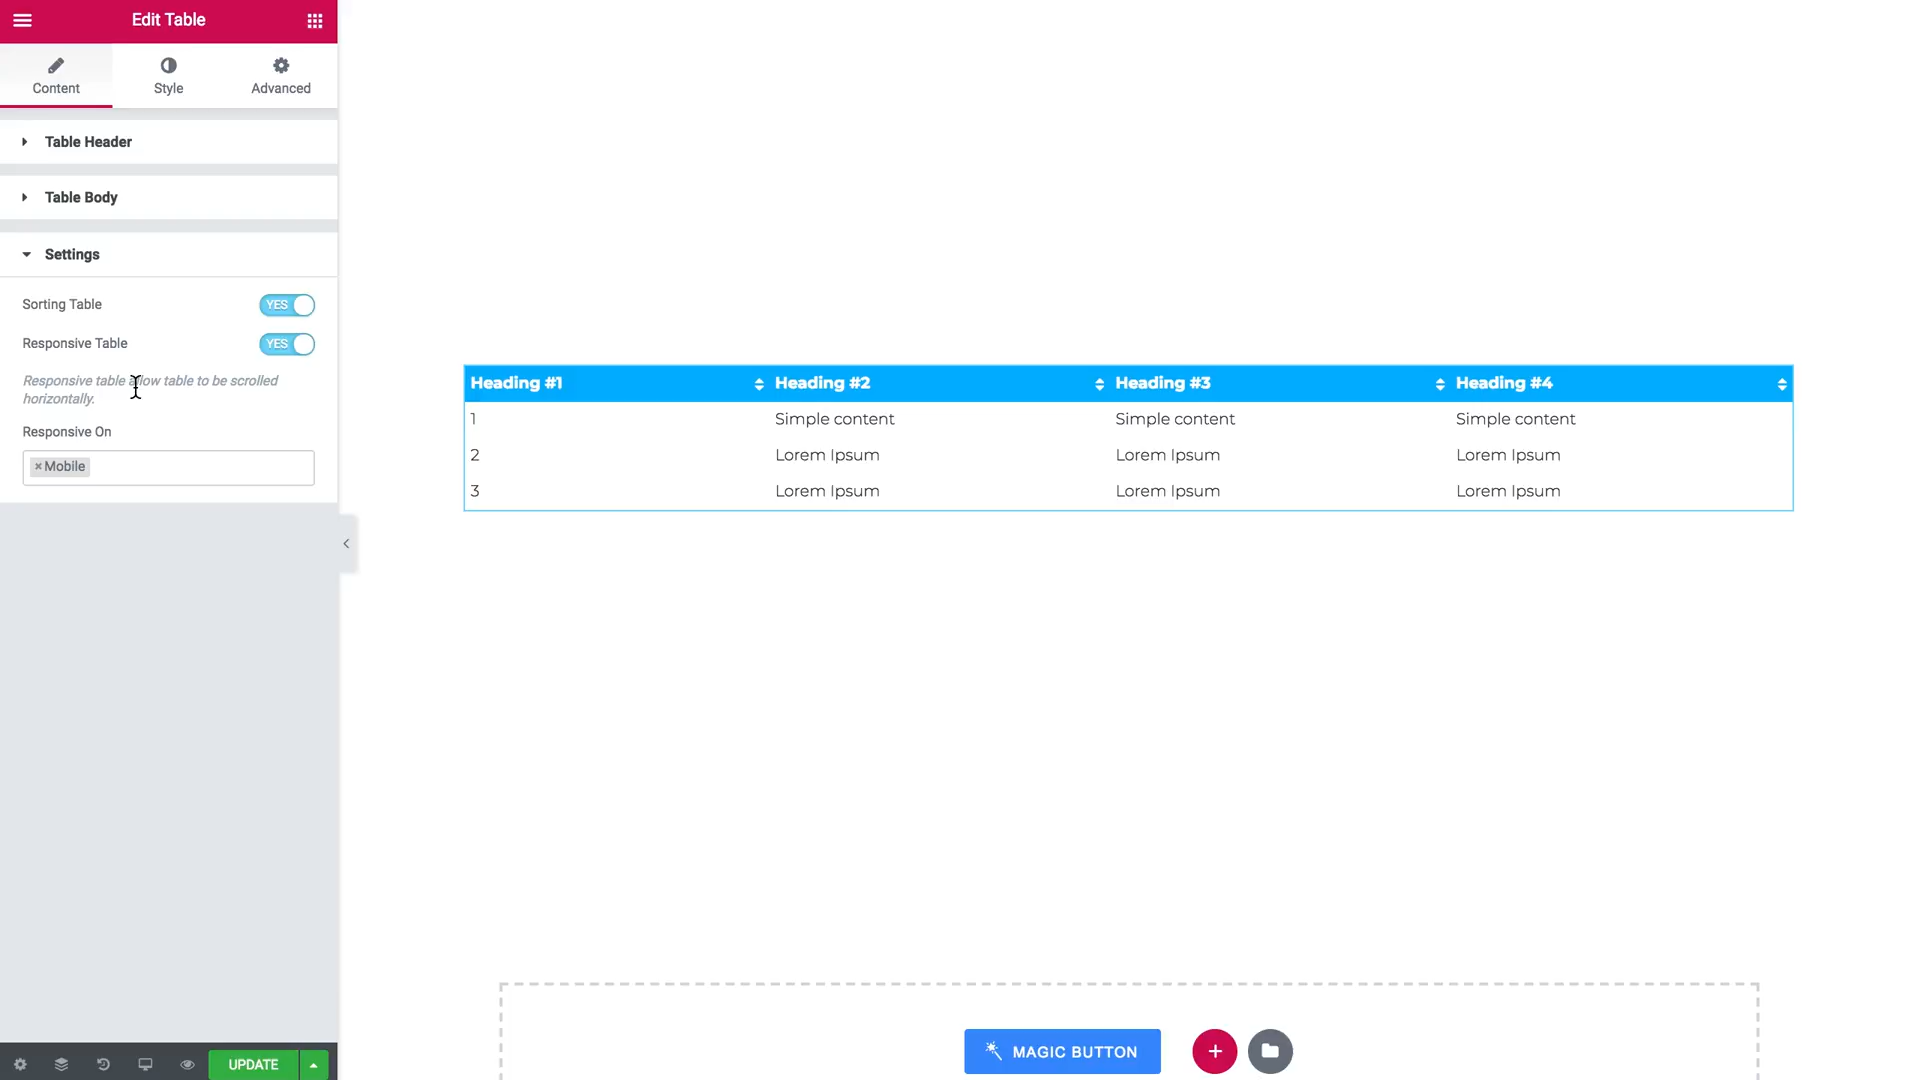 Edit Table
Content
Style
Advanced
Table Header
Table Body
Settings
Sorting Table
YES
Responsive Table
YES
Responsive table allow table to be scrolled
horizontally.
Responsive On
×Mobile
UPDATE
Heading #1 Heading #2 Heading #3 Heading #4
1 Simple content Simple content Simple content
2 Lorem Ipsum Lorem Ipsum Lorem Ipsum
3 Lorem Ipsum Lorem Ipsum Lorem Ipsum
MAGIC BUTTON